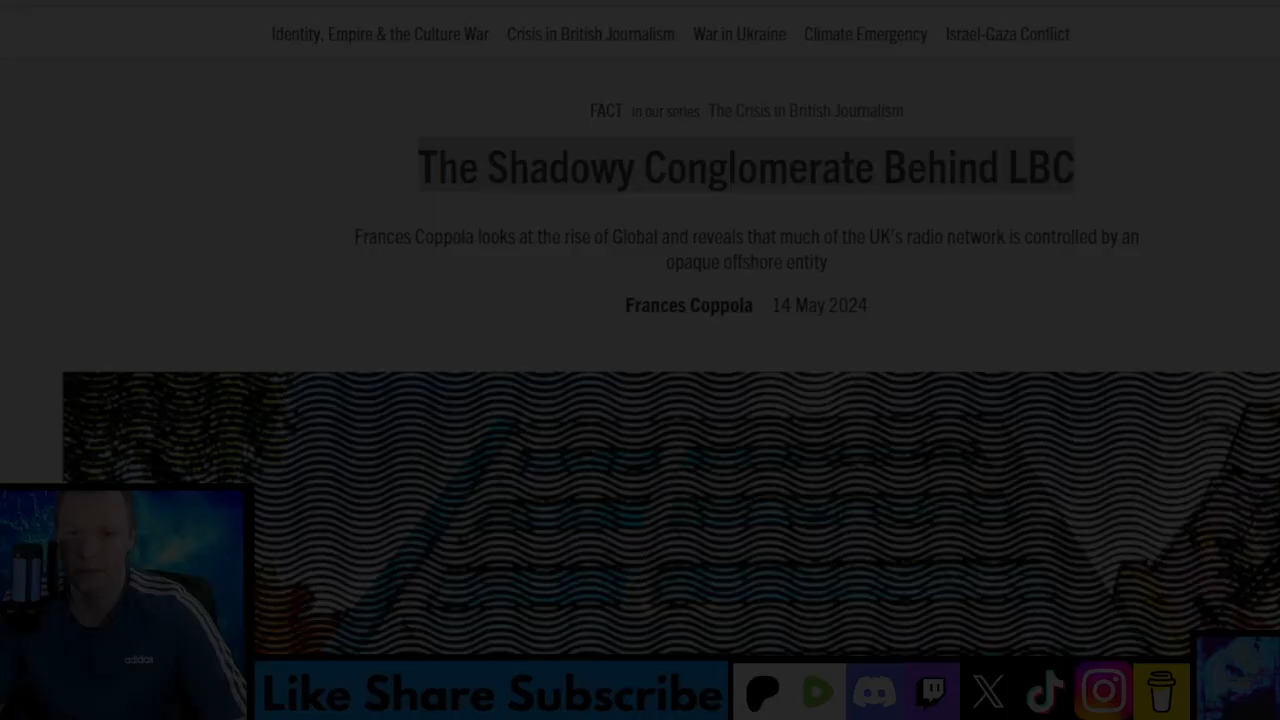 Identity, Empire & the Culture War Crisis in British Journalism War in Ukraine Climate Emergency Israel-Gaza Conflict
FACT in our series The Crisis in British Journalism
The Shadowy Conglomerate Behind LBC
Frances Coppola looks at the rise of Global and reveals that much of the UK's radio network is controlled by an
opaque offshore entity
Frances Coppola 14 May 2024
adidas
Like Share Subscribe